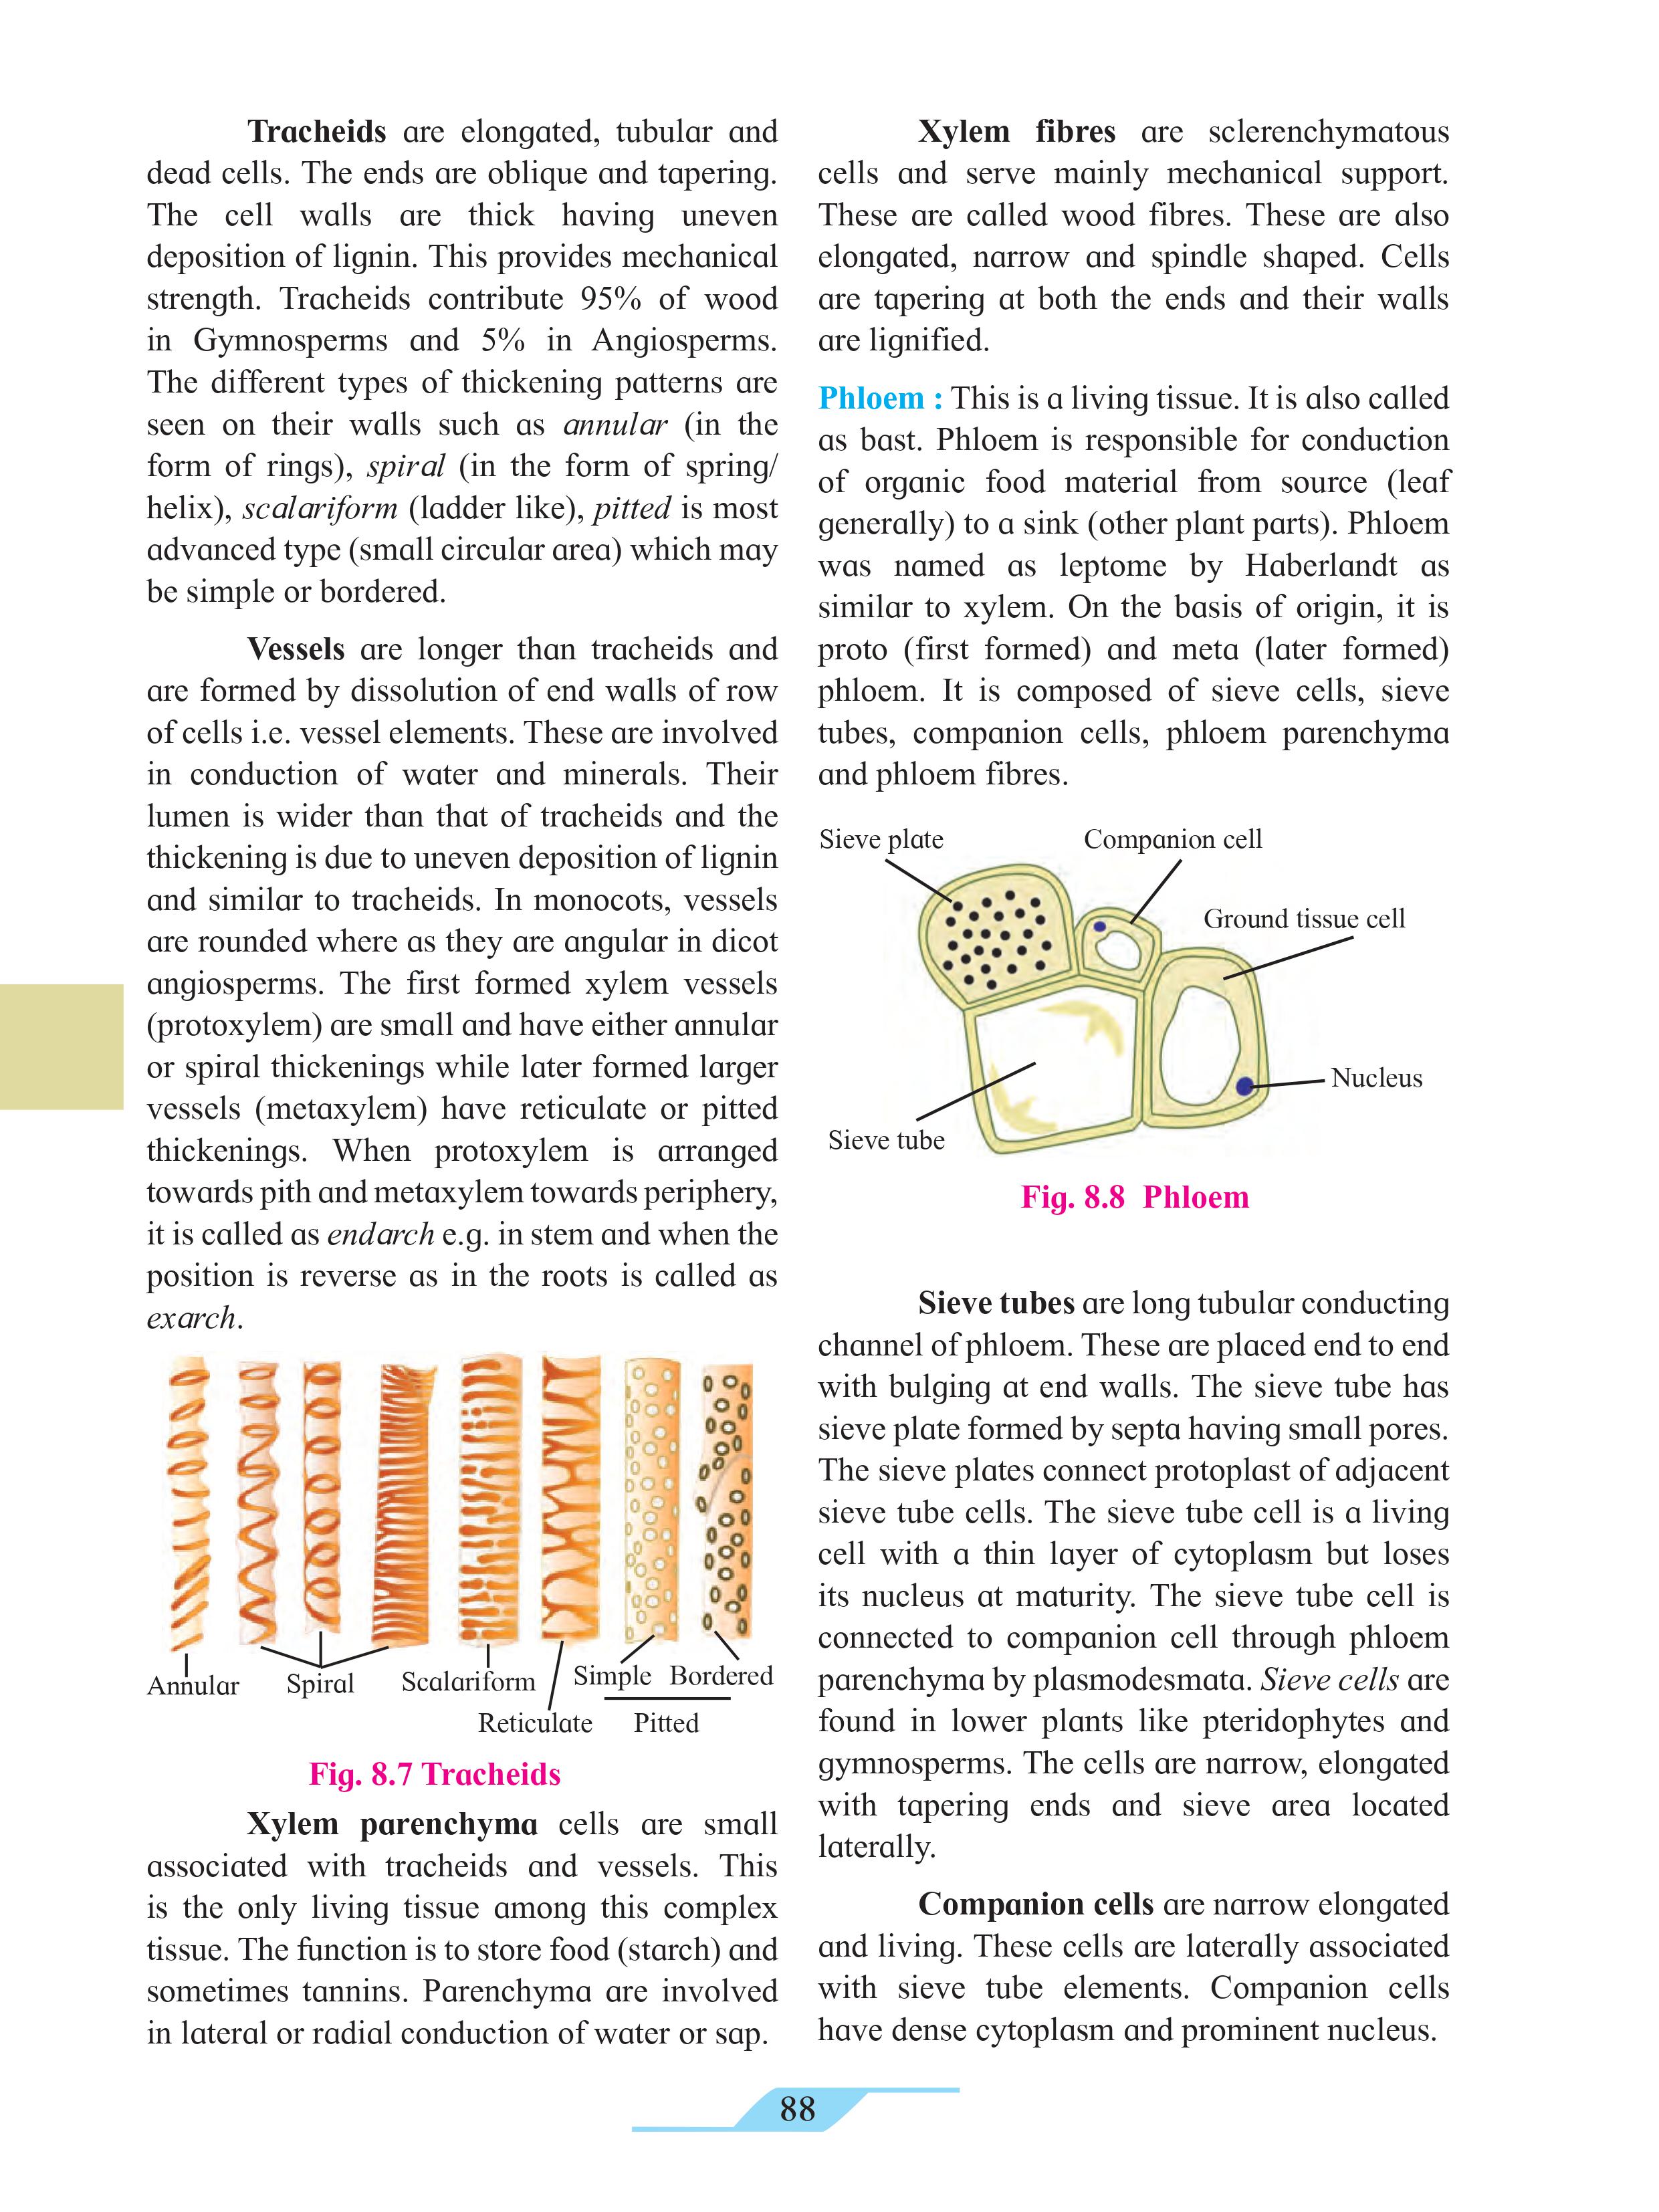 Tracheids are elongated, tubular and
dead cells. The ends are oblique and tapering.
The cell walls are thick having uneven
deposition of lignin. This provides mechanical
strength. Tracheids contribute 95% of wood
in Gymnosperms and 5% in Angiosperms.
The different types of thickening patterns are
seen on their walls such as annular (in the
form of rings), spiral (in the form of spring/
helix), scalariform (ladder like), pitted is most
advanced type (small circular area) which may
be simple or bordered.
Vessels are longer than tracheids and
are formed by dissolution of end walls of row
of cells i.e. vessel elements. These are involved
in conduction of water and minerals. Their
lumen is wider than that of tracheids and the
thickening is due to uneven deposition of lignin
and similar to tracheids. In monocots, vessels
are rounded where as they are angular in dicot
angiosperms. The first formed xylem vessels
(protoxylem) are small and have either annular
or spiral thickenings while later formed larger
vessels (metaxylem) have reticulate or pitted
thickenings. When protoxylem is arranged
towards pith and metaxylem towards periphery,
it is called as endarch e.g. in stem and when the
position is reverse as in the roots is called as
exarch.
Annular
Spiral
Scalariform
Simple Bordered
Reticulate
Pitted
Fig. 8.7 Tracheids
Xylem parenchyma cells are small
associated with tracheids and vessels. This
is the only living tissue among this complex
tissue. The function is to store food (starch) and
sometimes tannins. Parenchyma are involved
in lateral or radial conduction of water or sap.
Xylem fibres are sclerenchymatous
cells and serve mainly mechanical support.
These are called wood fibres. These are also
elongated, narrow and spindle shaped. Cells
are tapering at both the ends and their walls
are lignified.
Phloem : This is a living tissue. It is also called
as bast. Phloem is responsible for conduction
of organic food material from source (leaf
generally) to a sink (other plant parts). Phloem
was named as leptome by Haberlandt as
similar to xylem. On the basis of origin, it is
proto (first formed) and meta (later formed)
phloem. It is composed of sieve cells, sieve
tubes, companion cells, phloem parenchyma
and phloem fibres.
Sieve plate
Companion cell
Ground tissue cell
Nucleus
Sieve tube
Fig. 8.8 Phloem
Sieve tubes are long tubular conducting
channel of phloem. These are placed end to end
with bulging at end walls. The sieve tube has
sieve plate formed by septa having small pores.
The sieve plates connect protoplast of adjacent
sieve tube cells. The sieve tube cell is a living
cell with a thin layer of cytoplasm but loses
its nucleus at maturity. The sieve tube cell is
connected to companion cell through phloem
parenchyma by plasmodesmata. Sieve cells are
found in lower plants like pteridophytes and
gymnosperms. The cells are narrow, elongated
with tapering ends and sieve area located
laterally.
Companion cells are narrow elongated
and living. These cells are laterally associated
with sieve tube elements. Companion cells
have dense cytoplasm and prominent nucleus.
88